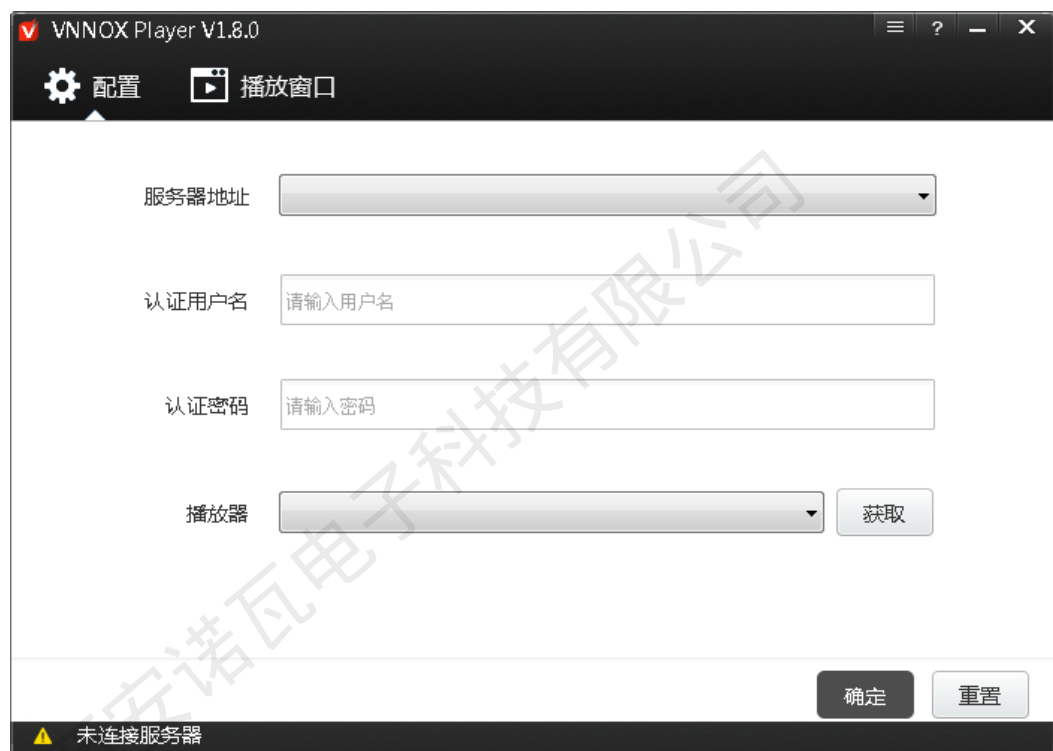 VNNOX Player V1.8.0
配置 播放窗口
服务器地址
认证用户名 请输入用户名
认证密码 请输入密码
播放器 获取
确定 重置
未连接服务器
安诺瓦电子科技有限公司